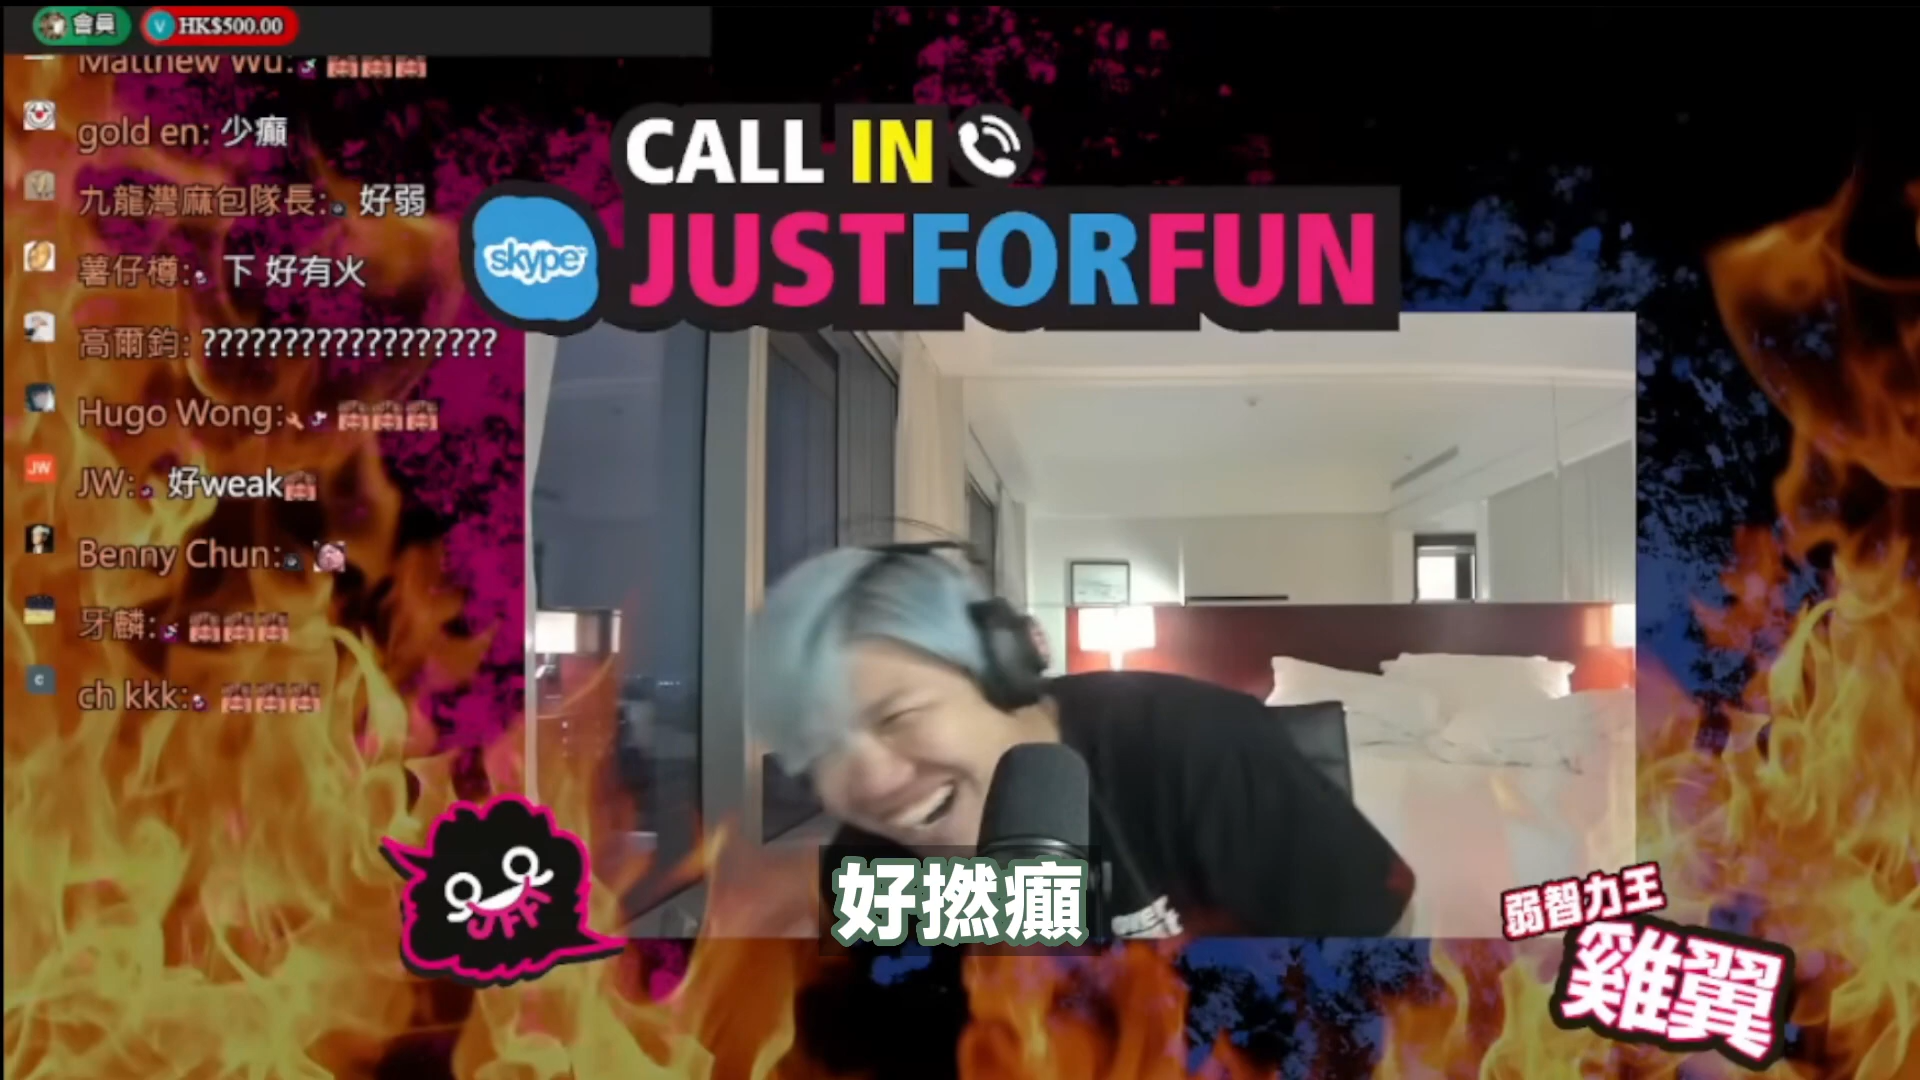 會員
V HK$500.00
Matthew Wu:
gold en: 少癲
九龍灣麻包隊長: 好弱
薯仔樽: 下 好有火
高爾鈞: ??????????????????
Hugo Wong:
JW
JW: 好weak
Benny Chun:
牙麟:
c
ch kkk:
CALL IN
skype
JUSTFORFUN
JFF
好撚癲
弱智力王
雞翼